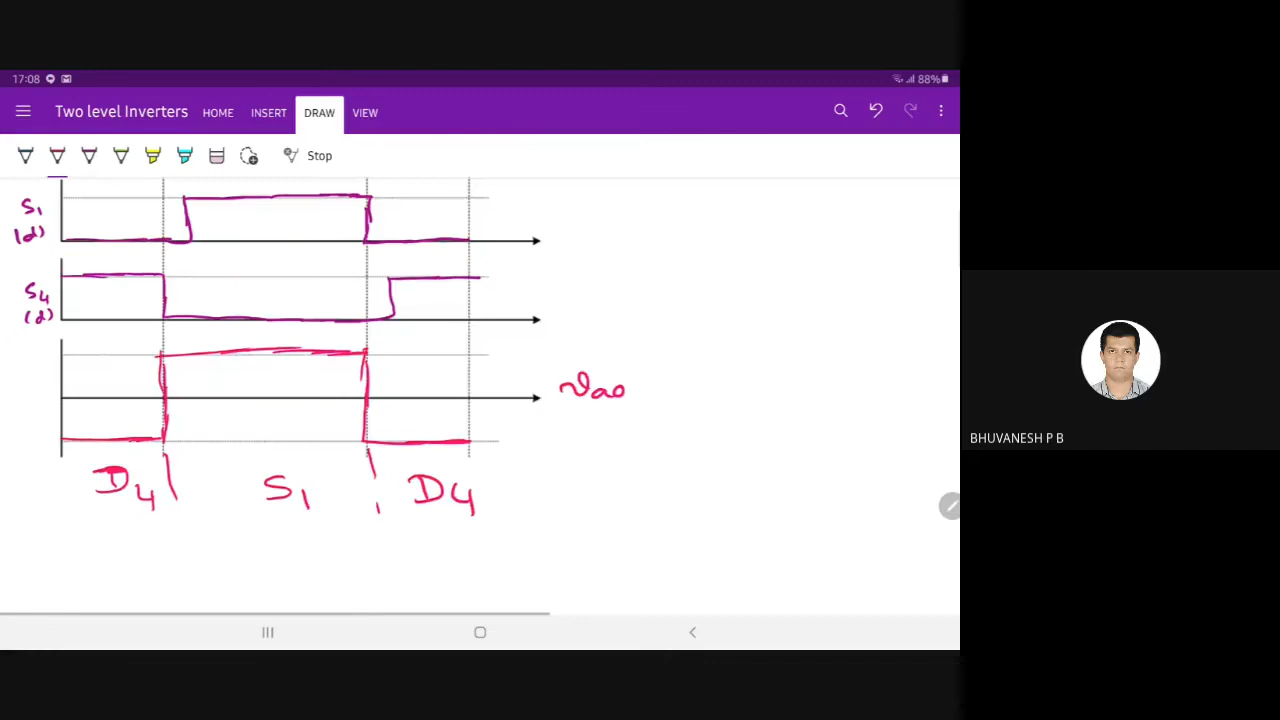 17:08 88%
Two level Inverters HOME INSERT DRAW VIEW
Stop
S1
(d)
S4
(d)
vao
D4 S1 D4
BHUVANESH P B